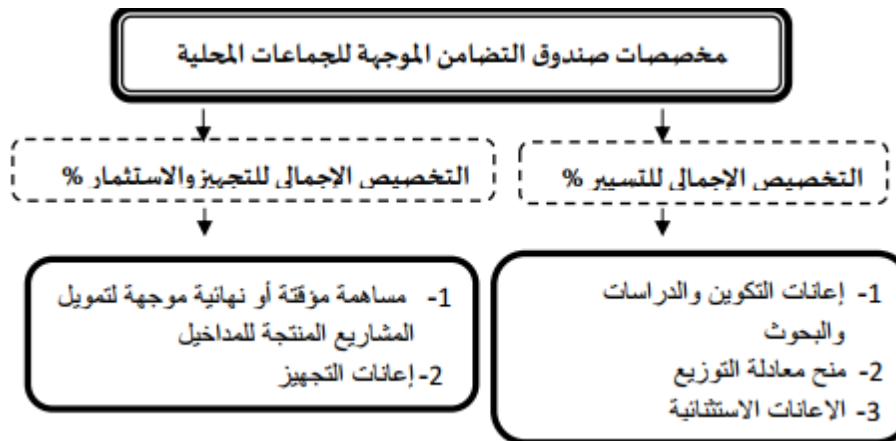 مخصصات صندوق التضامن الموجهة للجماعات المحلية
التخصيص الإجمالي للتسيير %
التخصيص الإجمالي للتجهيز والاستثمار %
1- إعانات التكوين والدراسات
والبحوث
2- منح معادلة التوزيع
3- الاعانات الاستثنائية
1- مساهمة مؤقتة أو نهائية موجهة لتمويل
المشاريع المنتجة للمداخيل
2- إعانات التجهيز